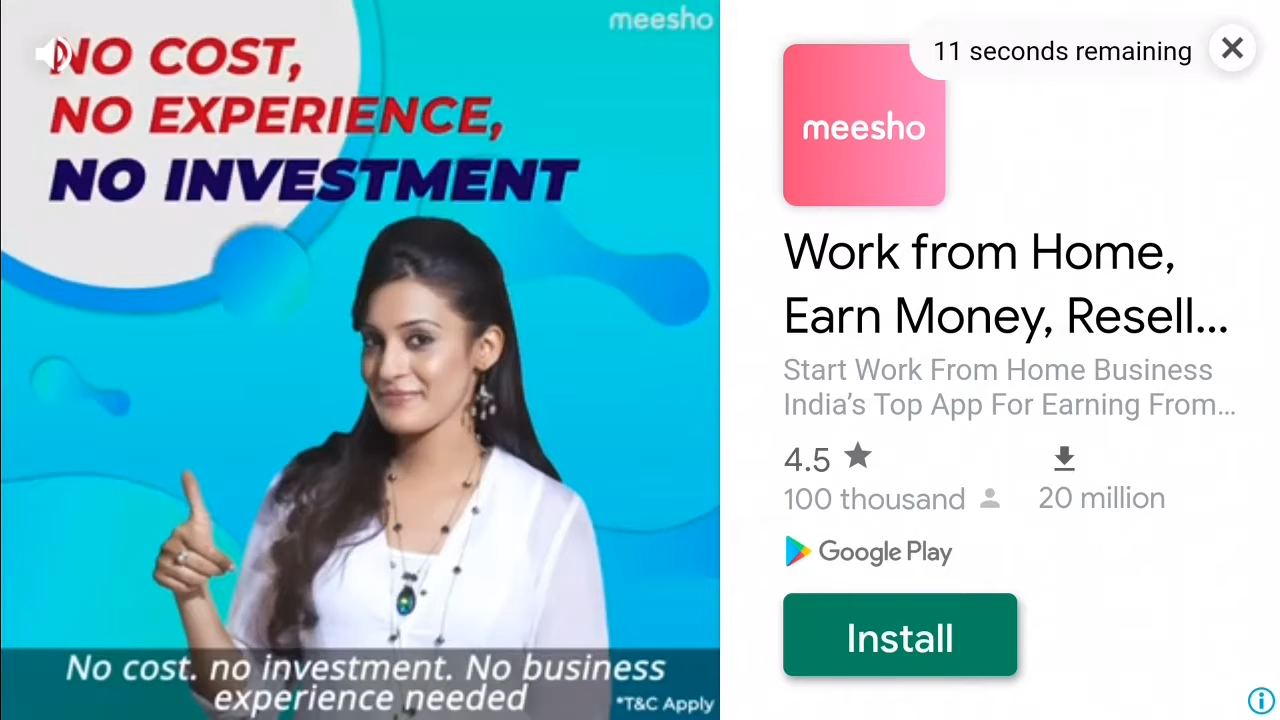 meesho
NO COST,
NO EXPERIENCE,
NO INVESTMENT
No cost. no investment. No business
experience needed
*T&C Apply
11 seconds remaining
meesho
Work from Home,
Earn Money, Resell...
Start Work From Home Business
India's Top App For Earning From...
4.5
100 thousand
20 million
Google Play
Install